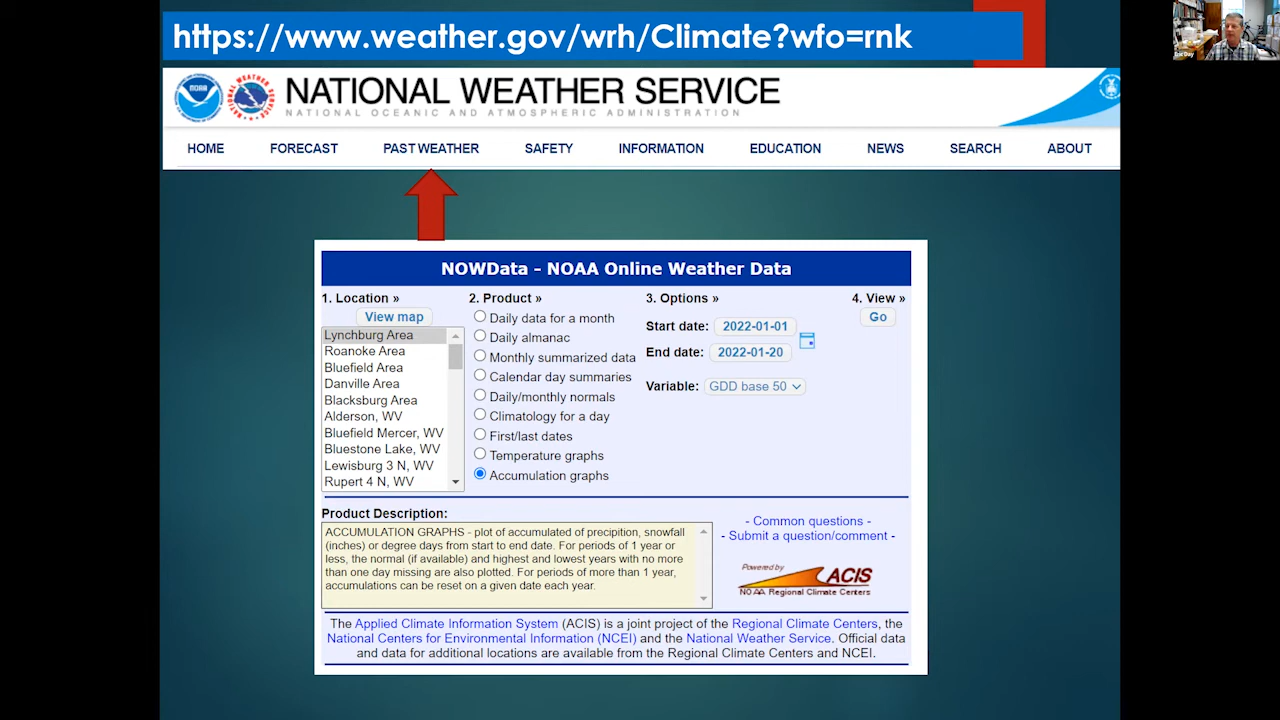 https://www.weather.gov/wrh/Climate?wfo=rnk
Eric Day
NOAA
NATIONAL WEATHER SERVICE
NATIONAL OCEANIC AND ATMOSPHERIC ADMINISTRATION
HOME FORECAST PAST WEATHER SAFETY INFORMATION EDUCATION NEWS SEARCH ABOUT
NOWData - NOAA Online Weather Data
1. Location » 2. Product » 3. Options » 4. View »
View map
Lynchburg Area
Roanoke Area
Bluefield Area
Danville Area
Blacksburg Area
Alderson, WV
Bluefield Mercer, WV
Bluestone Lake, WV
Lewisburg 3 N, WV
Rupert 4 N, WV
Daily data for a month
Daily almanac
Monthly summarized data
Calendar day summaries
Daily/monthly normals
Climatology for a day
First/last dates
Temperature graphs
Accumulation graphs
Start date: 2022-01-01
End date: 2022-01-20
Variable: GDD base 50
Go
Product Description:
ACCUMULATION GRAPHS - plot of accumulated of precipition, snowfall
(inches) or degree days from start to end date. For periods of 1 year or
less, the normal (if available) and highest and lowest years with no more
than one day missing are also plotted. For periods of more than 1 year,
accumulations can be reset on a given date each year.
- Common questions -
- Submit a question/comment -
Powered by
ACIS
NOAA Regional Climate Centers
The Applied Climate Information System (ACIS) is a joint project of the Regional Climate Centers, the
National Centers for Environmental Information (NCEI) and the National Weather Service. Official data
and data for additional locations are available from the Regional Climate Centers and NCEI.